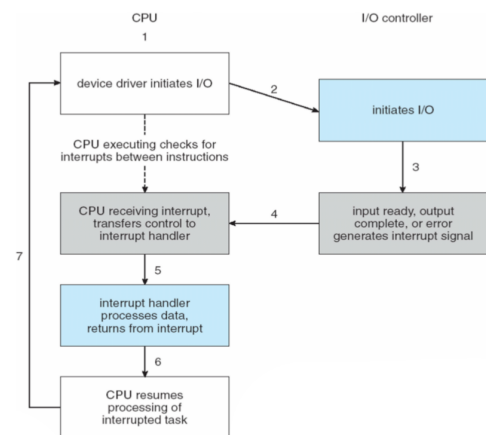 CPU
I/O controller
1
device driver initiates I/O
2
initiates I/O
CPU executing checks for
interrupts between instructions
3
CPU receiving interrupt,
transfers control to
interrupt handler
4
input ready, output
complete, or error
generates interrupt signal
7
5
interrupt handler
processes data,
returns from interrupt
6
CPU resumes
processing of
interrupted task